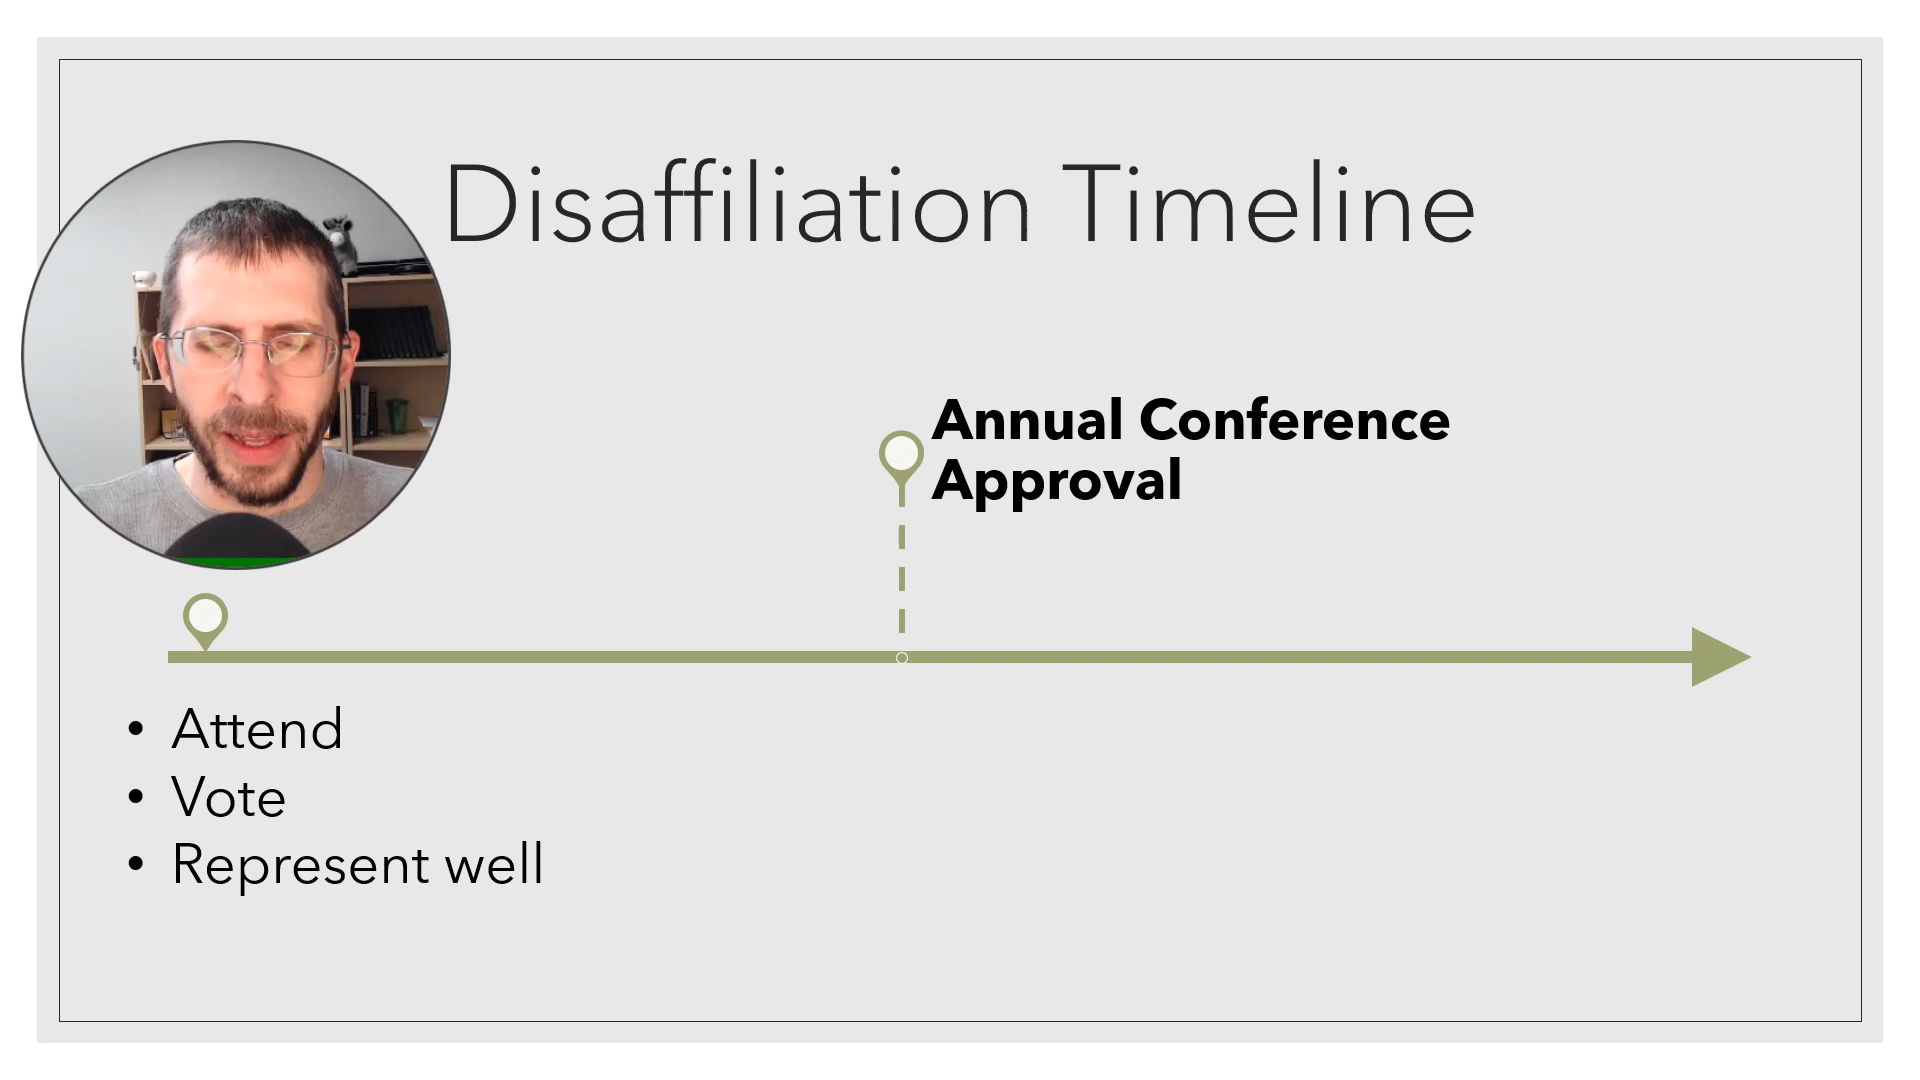 Disaffiliation Timeline
Annual Conference
Approval
• Attend
• Vote
• Represent well